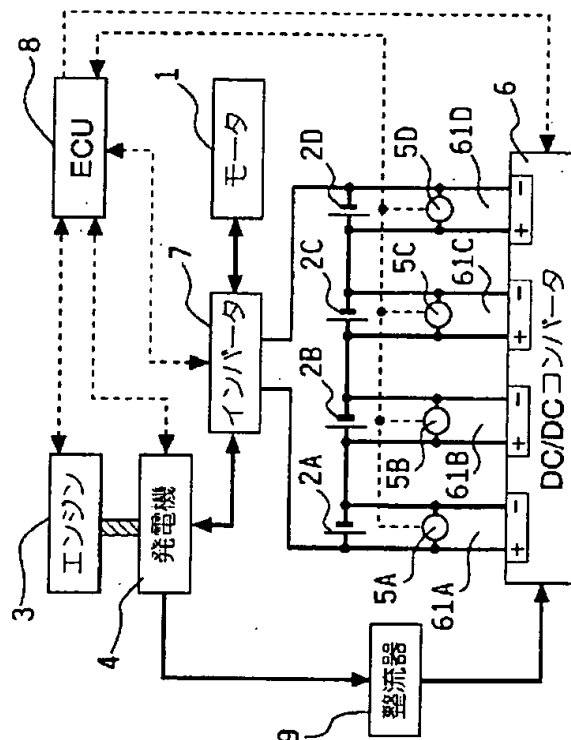 8
ECU
1
モータ
7
インバータ
3
エンジン
発電機
4
2A
2B
2C
2D
5A
5B
5C
5D
61A
61B
61C
61D
6
+
−
+
−
+
−
+
−
DC/DCコンバータ
整流器
9